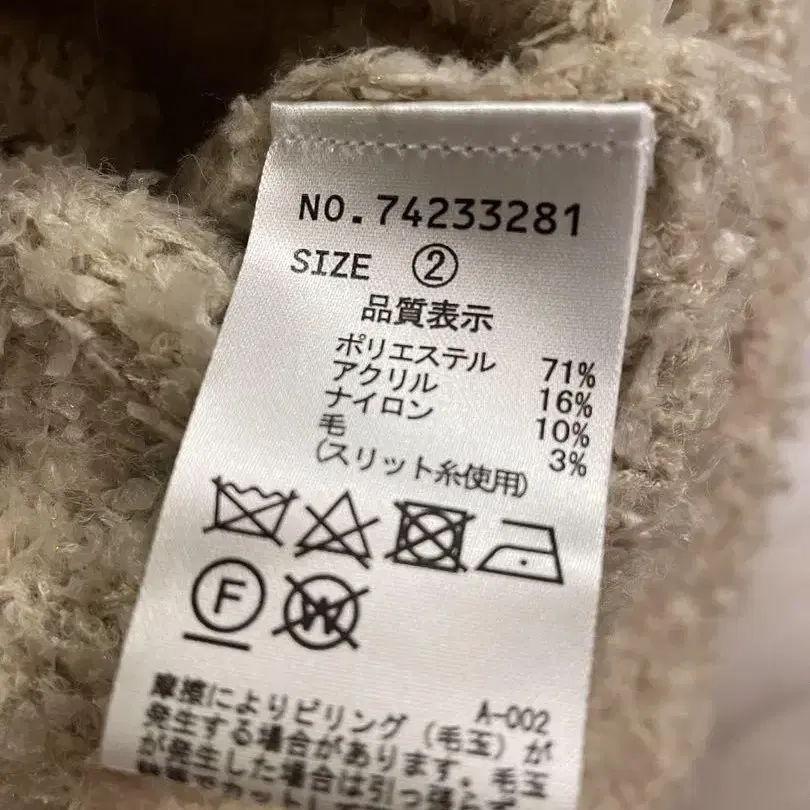 NO.74233281
SIZE ②
品質表示
ポリエステル 71%
アクリル 16%
ナイロン 10%
毛 3%
(スリット糸使用)
F
W
A-002
摩擦によりピリング(毛玉)が
発生する場合があります。毛玉
が発生した場合は引っ張らず